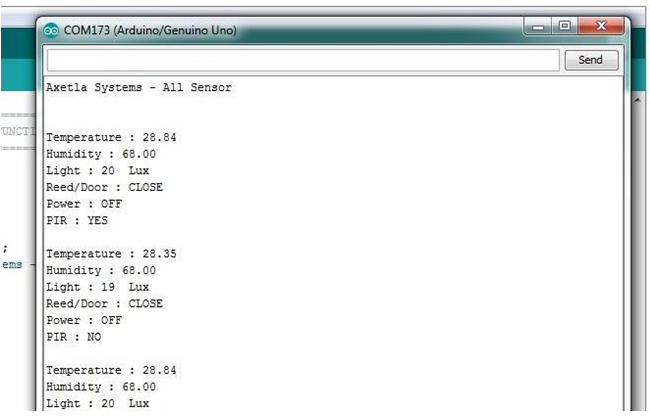 COM173 (Arduino/Genuino Uno)
Send
Axetla Systems - All Sensor
UNCTI
Temperature : 28.84
Humidity : 68.00
Light : 20 Lux
Reed/Door : CLOSE
Power : OFF
PIR : YES
;
ems -
Temperature : 28.35
Humidity : 68.00
Light : 19 Lux
Reed/Door : CLOSE
Power : OFF
PIR : NO
Temperature : 28.84
Humidity : 68.00
Light : 20 Lux